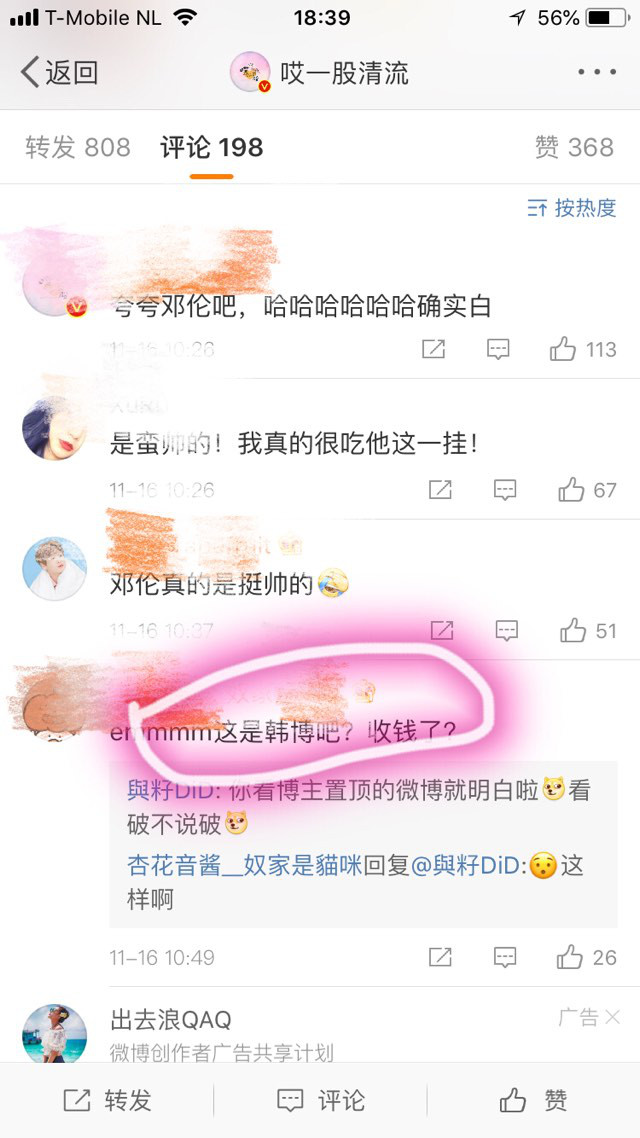 T-Mobile NL
18:39
56%
返回
哎一股清流
转发 808
评论 198
赞 368
按热度
夸夸邓伦吧，哈哈哈哈哈哈确实白
11-16 10:26
113
是蛮帅的！我真的很吃他这一挂！
11-16 10:26
67
邓伦真的是挺帅的
11-16 10:37
51
emmmm这是韩博吧？收钱了？
與籽DiD: 你看博主置顶的微博就明白啦看
破不说破
杏花音酱__奴家是貓咪回复@與籽DiD:这
样啊
11-16 10:49
26
出去浪QAQ
广告
微博创作者广告共享计划
转发
评论
赞